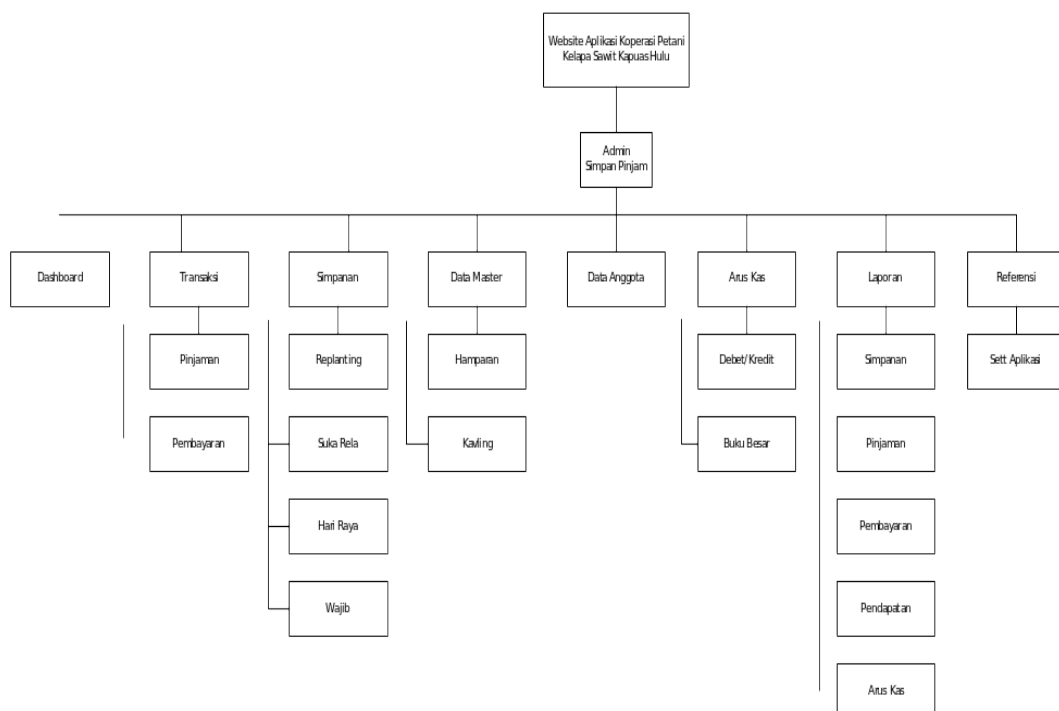 Website Aplikasi Koperasi Petani
Kelapa Sawit Kapuas Hulu
Admin
Simpan Pinjam
Dashboard
Transaksi
Simpanan
Data Master
Data Anggota
Arus Kas
Laporan
Referensi
Pinjaman
Replanting
Hamparan
Debet/Kredit
Simpanan
Sett Aplikasi
Pembayaran
Suka Rela
Kavling
Buku Besar
Pinjaman
Hari Raya
Pembayaran
Wajib
Pendapatan
Arus Kas